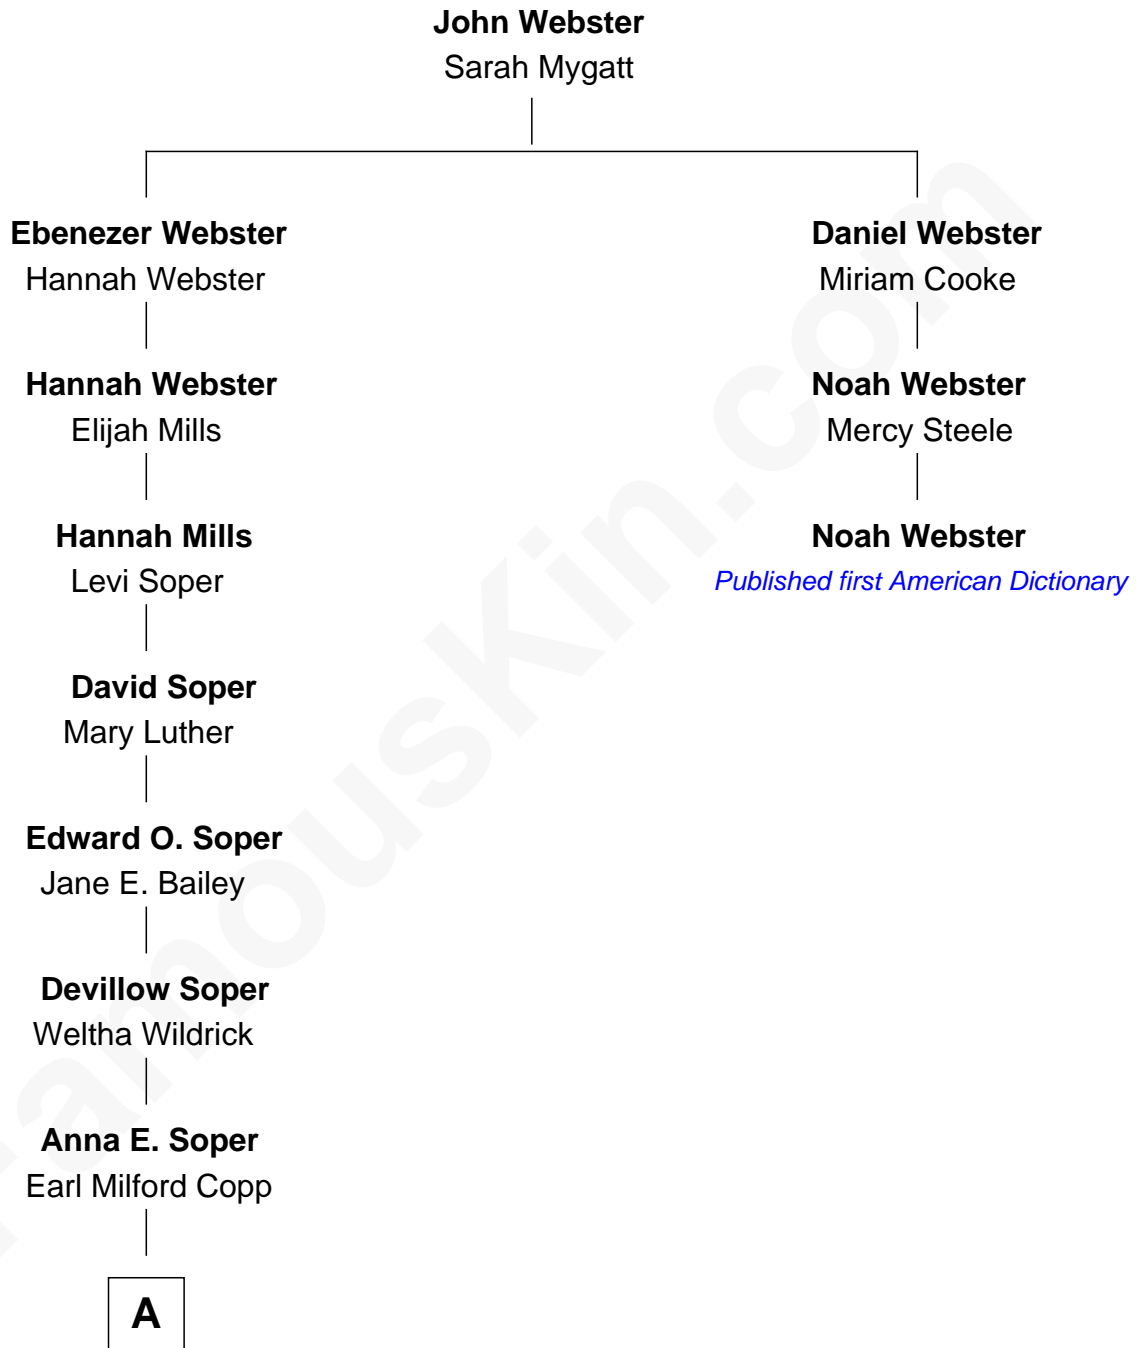 John Webster
Sarah Mygatt
Ebenezer Webster
Hannah Webster
Daniel Webster
Miriam Cooke
Hannah Webster
Elijah Mills
Noah Webster
Mercy Steele
Hannah Mills
Levi Soper
Noah Webster
Published first American Dictionary
David Soper
Mary Luther
Edward O. Soper
Jane E. Bailey
Devillow Soper
Weltha Wildrick
Anna E. Soper
Earl Milford Copp
A
FamousKin.com